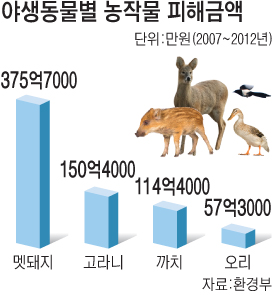 야생동물별 농작물 피해금액
단위:만원(2007~2012년)
375억7000
150억4000
114억4000
57억3000
멧돼지 고라니 까치 오리
자료:환경부